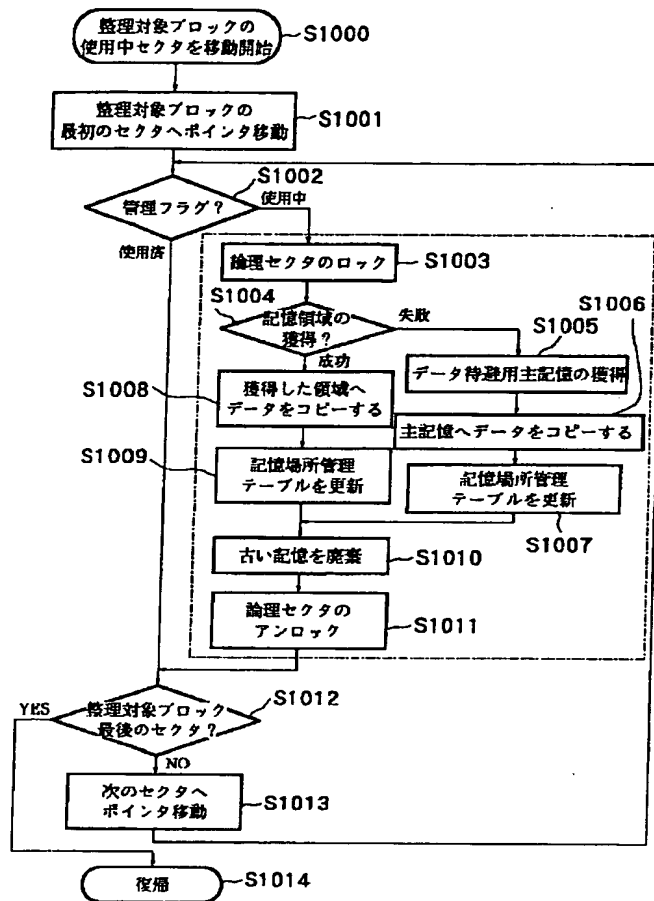 整理対象ブロックの
使用中セクタを移動開始
S1000
整理対象ブロックの
最初のセクタへポインタ移動
S1001
S1002
管理フラグ?
使用中
使用済
論理セクタのロック
S1003
S1004
記憶領域の
獲得?
失敗
成功
S1005
S1006
データ待避用主記憶の獲得
S1008
獲得した領域へ
データをコピーする
主記憶へデータをコピーする
S1009
記憶場所管理
テーブルを更新
記憶場所管理
テーブルを更新
S1007
古い記憶を廃棄
S1010
論理セクタの
アンロック
S1011
S1012
YES
整理対象ブロック
最後のセクタ?
NO
次のセクタへ
ポインタ移動
S1013
復帰
S1014